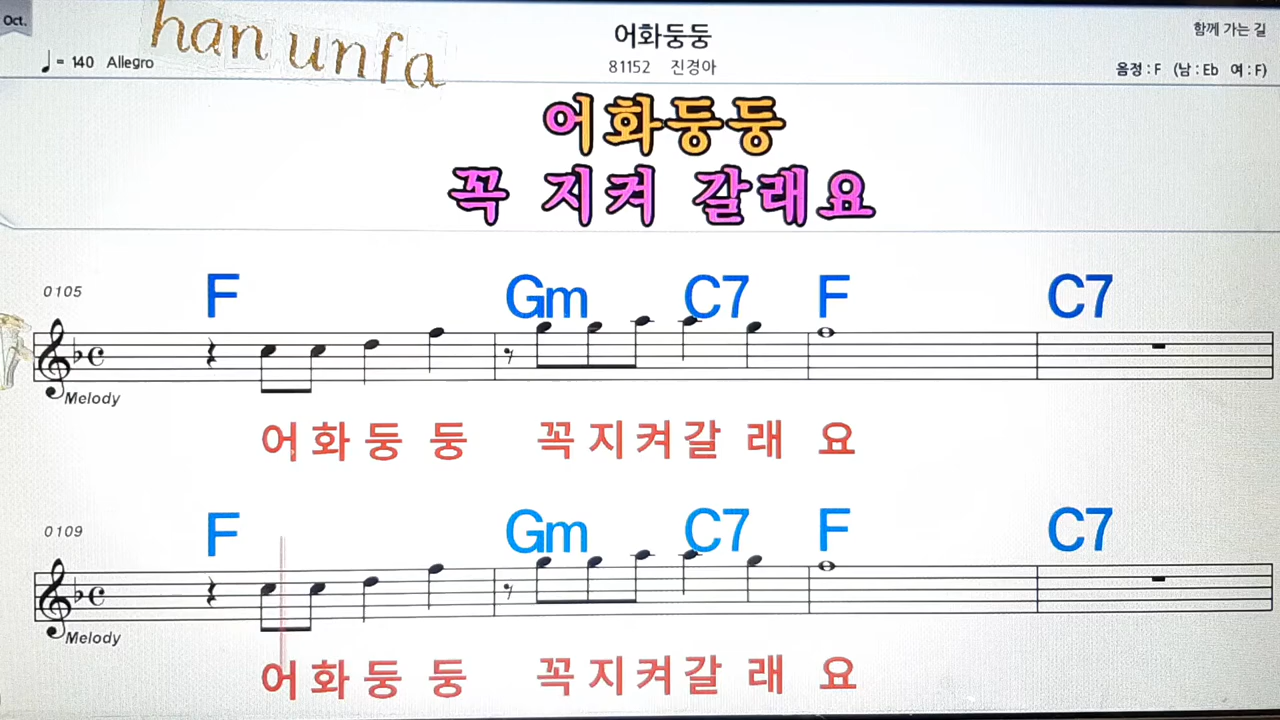 Oct.
han unfa
어화둥둥
함께 가는 길
♩ = 140 Allegro
81152 진경아
음정 : F (남 : Eb 여 : F)
어화둥둥
꼭 지켜 갈래요
0105
F Gm C7 F C7
Melody
어 화 둥 둥 꼭 지 켜 갈 래 요
0109
F Gm C7 F C7
Melody
어 화 둥 둥 꼭 지 켜 갈 래 요